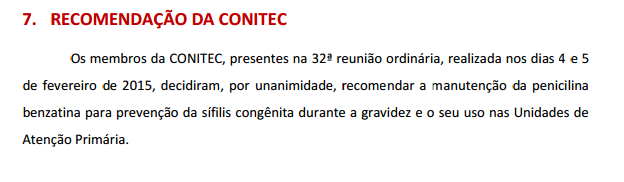 7. RECOMENDAÇÃO DA CONITEC
Os membros da CONITEC, presentes na 32ª reunião ordinária, realizada nos dias 4 e 5
de fevereiro de 2015, decidiram, por unanimidade, recomendar a manutenção da penicilina
benzatina para prevenção da sífilis congênita durante a gravidez e o seu uso nas Unidades de
Atenção Primária.